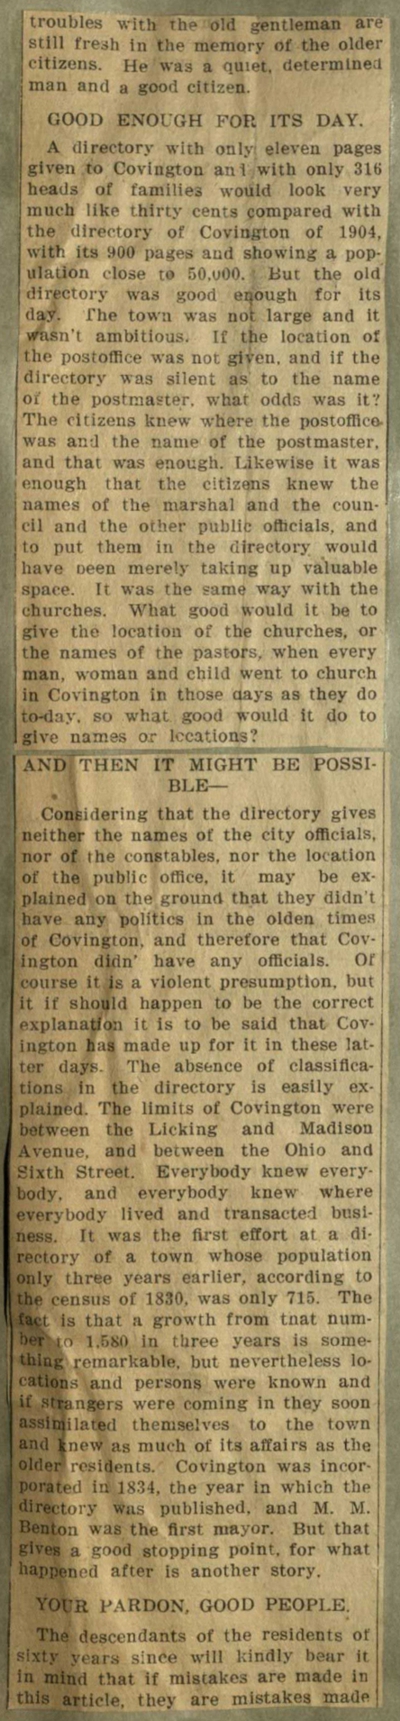 troubles with the old gentleman are
still fresh in the memory of the older
citizens. He was a quiet, determined
man and a good citizen.
GOOD ENOUGH FOR ITS DAY.
A directory with only eleven pages
given to Covington and with only 316
heads of families would look very
much like thirty cents compared with
the directory of Covington of 1904,
with its 900 pages and showing a pop-
ulation close to 50,000. But the old
directory was good enough for its
day. The town was not large and it
wasn't ambitious. If the location of
the postoffice was not given, and if the
directory was silent as to the name
of the postmaster, what odds was it?
The citizens knew where the postoffice
was and the name of the postmaster,
and that was enough. Likewise it was
enough that the citizens knew the
names of the marshal and the coun-
cil and the other public officials, and
to put them in the directory would
have been merely taking up valuable
space. It was the same way with the
churches. What good would it be to
give the location of the churches, or
the names of the pastors, when every
man, woman and child went to church
in Covington in those days as they do
to-day, so what good would it do to
give names or locations?
AND THEN IT MIGHT BE POSSI-
BLE—
Considering that the directory gives
neither the names of the city officials,
nor of the constables, nor the location
of the public office, it may be ex-
plained on the ground that they didn't
have any politics in the olden times
of Covington, and therefore that Cov-
ington didn' have any officials. Of
course it is a violent presumption, but
it if should happen to be the correct
explanation it is to be said that Cov-
ington has made up for it in these lat-
ter days. The absence of classifica-
tions in the directory is easily ex-
plained. The limits of Covington were
between the Licking and Madison
Avenue, and between the Ohio and
Sixth Street. Everybody knew every-
body, and everybody knew where
everybody lived and transacted busi-
ness. It was the first effort at a di-
rectory of a town whose population
only three years earlier, according to
the census of 1830, was only 715. The
fact is that a growth from that num-
ber to 1,580 in three years is some-
thing remarkable, but nevertheless lo-
cations and persons were known and
if strangers were coming in they soon
assimilated themselves to the town
and knew as much of its affairs as the
older residents. Covington was incor-
porated in 1834, the year in which the
directory was published, and M. M.
Benton was the first mayor. But that
gives a good stopping point, for what
happened after is another story.
YOUR PARDON, GOOD PEOPLE.
The descendants of the residents of
sixty years since will kindly bear it
in mind that if mistakes are made in
this article, they are mistakes made